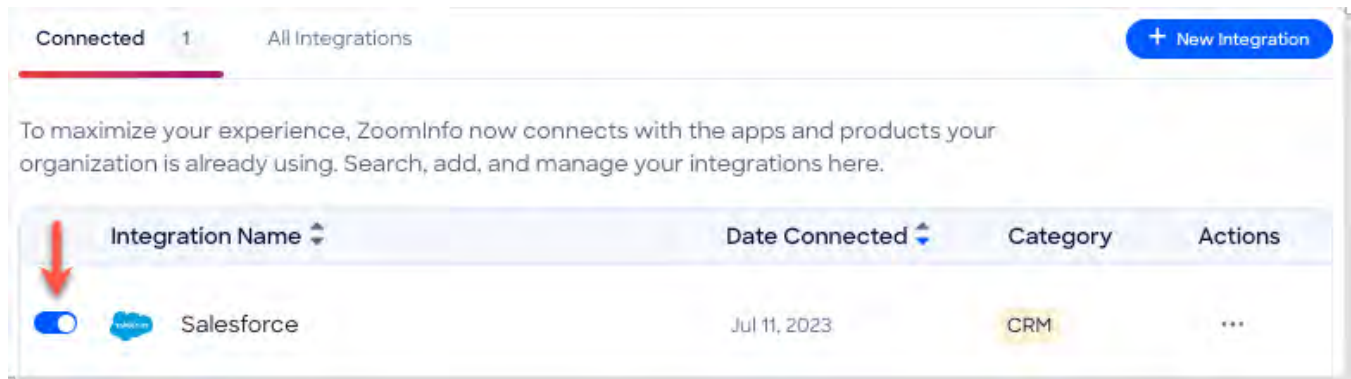 Connected 1 All Integrations + New Integration
To maximize your experience, ZoomInfo now connects with the apps and products your
organization is already using. Search, add, and manage your integrations here.
Integration Name Date Connected Category Actions
Salesforce Jul 11, 2023 CRM ...